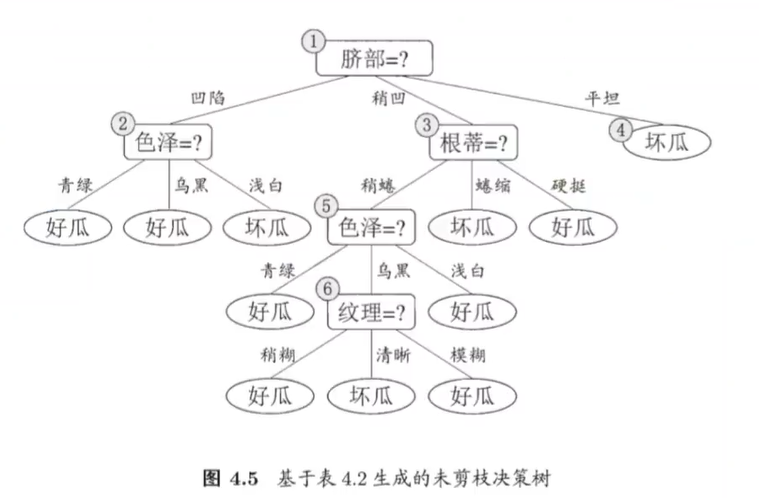 1
脐部=?
凹陷 稍凹 平坦
2 3 4
色泽=? 根蒂=? 坏瓜
青绿 乌黑 浅白 稍蜷 蜷缩 硬挺
5
好瓜 好瓜 坏瓜 色泽=? 坏瓜 好瓜
青绿 乌黑 浅白
6
好瓜 纹理=? 好瓜
稍糊 清晰 模糊
好瓜 坏瓜 好瓜
图 4.5 基于表 4.2 生成的未剪枝决策树